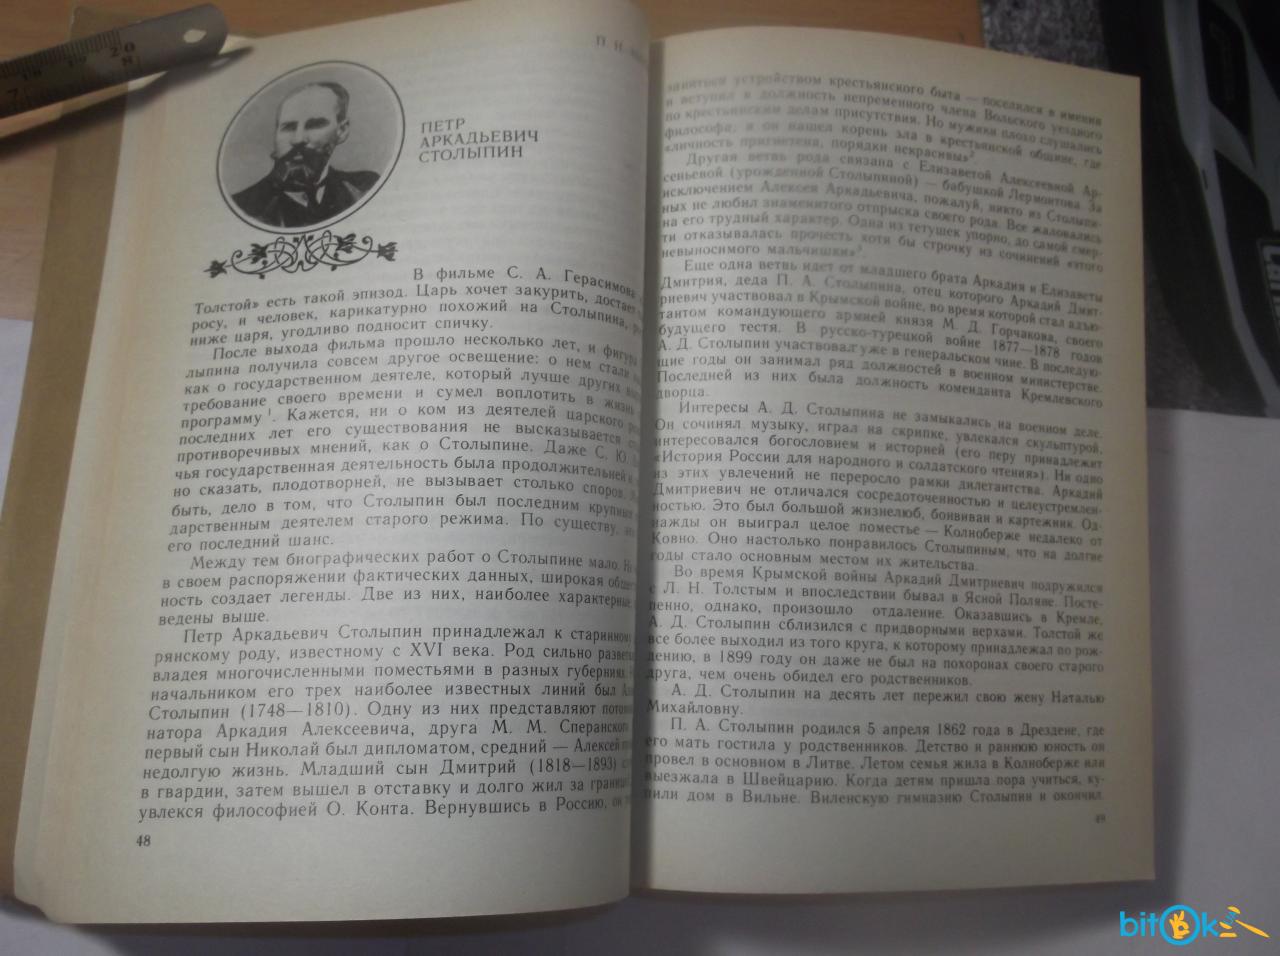 18 19 20
7 8
П. Н.
ПЕТР
АРКАДЬЕВИЧ
СТОЛЫПИН
В фильме С. А. Герасимова
Толстой» есть такой эпизод. Царь хочет закурить, достает
росу, и человек, карикатурно похожий на Столыпина,
ниже царя, угодливо подносит спичку.
После выхода фильма прошло несколько лет, и фигура
лыпина получила совсем другое освещение: о нем стали
как о государственном деятеле, который лучше других
требование своего времени и сумел воплотить в жизнь
программу 1. Кажется, ни о ком из деятелей царского
последних лет его существования не высказывается
противоречивых мнений, как о Столыпине. Даже С. Ю.
чья государственная деятельность была продолжительней и
но сказать, плодотворней, не вызывает столько споров.
быть, дело в том, что Столыпин был последним крупным
дарственным деятелем старого режима. По существу,
его последний шанс.
Между тем биографических работ о Столыпине мало. Не
в своем распоряжении фактических данных, широкая общест
ность создает легенды. Две из них, наиболее характерные,
ведены выше.
Петр Аркадьевич Столыпин принадлежал к старинному
рянскому роду, известному с XVI века. Род сильно разветв
владея многочисленными поместьями в разных губерниях.
начальником его трех наиболее известных линий был
Столыпин (1748—1810). Одну из них представляют потом
натора Аркадия Алексеевича, друга М. М. Сперанского
первый сын Николай был дипломатом, средний — Алексей
недолгую жизнь. Младший сын Дмитрий (1818—1893)
в гвардии, затем вышел в отставку и долго жил за границ
увлекся философией О. Конта. Вернувшись в Россию, он
48
заняться устройством крестьянского быта — поселился в имении
и вступил в должность непременного члена Вольского уездного
по крестьянским делам присутствия. Но мужики плохо слушались
философа, и он нашел корень зла в крестьянской общине, где
«личность пригнетена, порядки некрасивы»2
Другая ветвь рода связана с Елизаветой Алексеевной Ар-
сеньевой (урожденной Столыпиной) — бабушкой Лермонтова. За
исключением Алексея Аркадьевича, пожалуй, никто из Столыпи-
ных не любил знаменитого отпрыска своего рода. Все жаловались
на его трудный характер. Одна из тетушек упорно, до самой смер-
ти отказывалась прочесть хотя бы строчку из сочинений «этого
невыносимого мальчишки»3.
Еще одна ветвь идет от младшего брата Аркадия и Елизаветы
Дмитрия, деда П. А. Столыпина, отец которого Аркадий Дмит-
риевич участвовал в Крымской войне, во время которой стал адъю-
тантом командующего армией князя М. Д. Горчакова, своего
будущего тестя. В русско-турецкой войне 1877—1878 годов
А. Д. Столыпин участвовал уже в генеральском чине. В последую-
щие годы он занимал ряд должностей в военном министерстве.
Последней из них была должность коменданта Кремлевского
дворца.
Интересы А. Д. Столыпина не замыкались на военном деле.
Он сочинял музыку, играл на скрипке, увлекался скульптурой,
интересовался богословием и историей (его перу принадлежит
«История России для народного и солдатского чтения»). Ни одно
из этих увлечений не переросло рамки дилетантства. Аркадий
Дмитриевич не отличался сосредоточенностью и целеустремлен-
ностью. Это был большой жизнелюб, бонвиван и картежник. Од-
нажды он выиграл целое поместье — Колноберже недалеко от
Ковно. Оно настолько понравилось Столыпиным, что на долгие
годы стало основным местом их жительства.
Во время Крымской войны Аркадий Дмитриевич подружился
с Л. Н. Толстым и впоследствии бывал в Ясной Поляне. Посте-
пенно, однако, произошло отдаление. Оказавшись в Кремле,
А. Д. Столыпин сблизился с придворными верхами. Толстой же
все более выходил из того круга, к которому принадлежал по рож-
дению, в 1899 году он даже не был на похоронах своего старого
друга, чем очень обидел его родственников.
А. Д. Столыпин на десять лет пережил свою жену Наталью
Михайловну.
П. А. Столыпин родился 5 апреля 1862 года в Дрездене, где
его мать гостила у родственников. Детство и раннюю юность он
провел в основном в Литве. Летом семья жила в Колноберже или
выезжала в Швейцарию. Когда детям пришла пора учиться, ку-
пили дом в Вильне. Виленскую гимназию Столыпин и окончил.
49
bitok